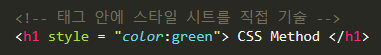 <!-- 태그 안에 스타일 시트를 직접 기술 -->
<h1 style = "color:green"> CSS Method </h1>